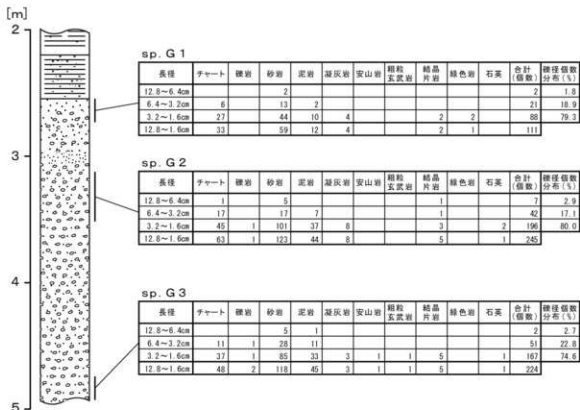 [m]
2
3
4
5
sp. G 1
長径 チャート 礫岩 砂岩 泥岩 凝灰岩 安山岩 粗粒玄武岩 結晶片岩 緑色岩 石英 合計(個数) 礫径個数分布(%)
12.8~6.4cm 2 2 1.8
6.4~3.2cm 6 13 2 21 18.9
3.2~1.6cm 27 44 10 4 2 2 88 79.3
12.8~1.6cm 33 59 12 4 2 1 111
sp. G 2
長径 チャート 礫岩 砂岩 泥岩 凝灰岩 安山岩 粗粒玄武岩 結晶片岩 緑色岩 石英 合計(個数) 礫径個数分布(%)
12.8~6.4cm 1 5 1 7 2.9
6.4~3.2cm 17 17 7 1 42 17.1
3.2~1.6cm 45 1 101 37 8 3 2 196 80.0
12.8~1.6cm 63 1 123 44 8 5 1 245
sp. G 3
長径 チャート 礫岩 砂岩 泥岩 凝灰岩 安山岩 粗粒玄武岩 結晶片岩 緑色岩 石英 合計(個数) 礫径個数分布(%)
12.8~6.4cm 5 1 2 2.7
6.4~3.2cm 11 1 28 11 51 22.8
3.2~1.6cm 37 1 85 33 3 1 1 5 1 167 74.6
12.8~1.6cm 48 2 118 45 3 1 1 5 1 224